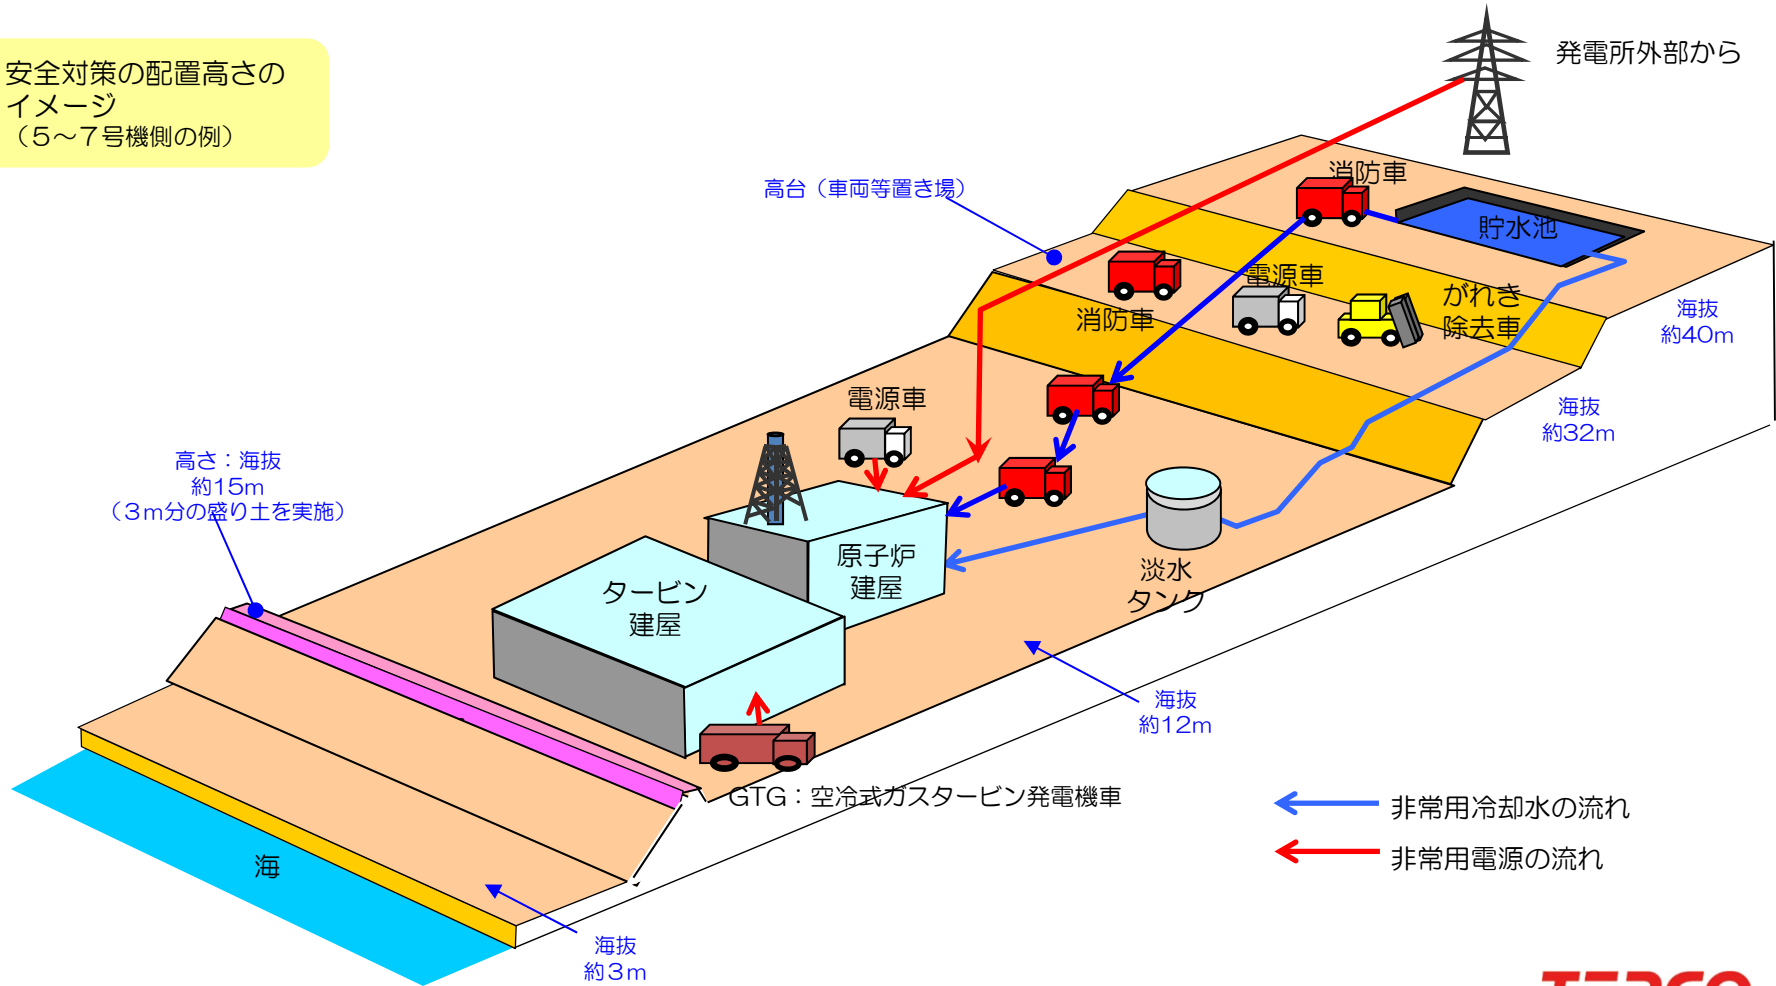 安全対策の配置高さの
イメージ
（５～７号機側の例）
発電所外部から
高台（車両等置き場）
消防車
貯水池
電源車
がれき
除去車
消防車
海抜
約40m
海抜
約32m
電源車
高さ：海抜
約15m
（３ｍ分の盛り土を実施）
原子炉
建屋
タービン
建屋
淡水
タンク
海抜
約12m
GTG：空冷式ガスタービン発電機車
非常用冷却水の流れ
非常用電源の流れ
海
海抜
約３ｍ
TEPCO